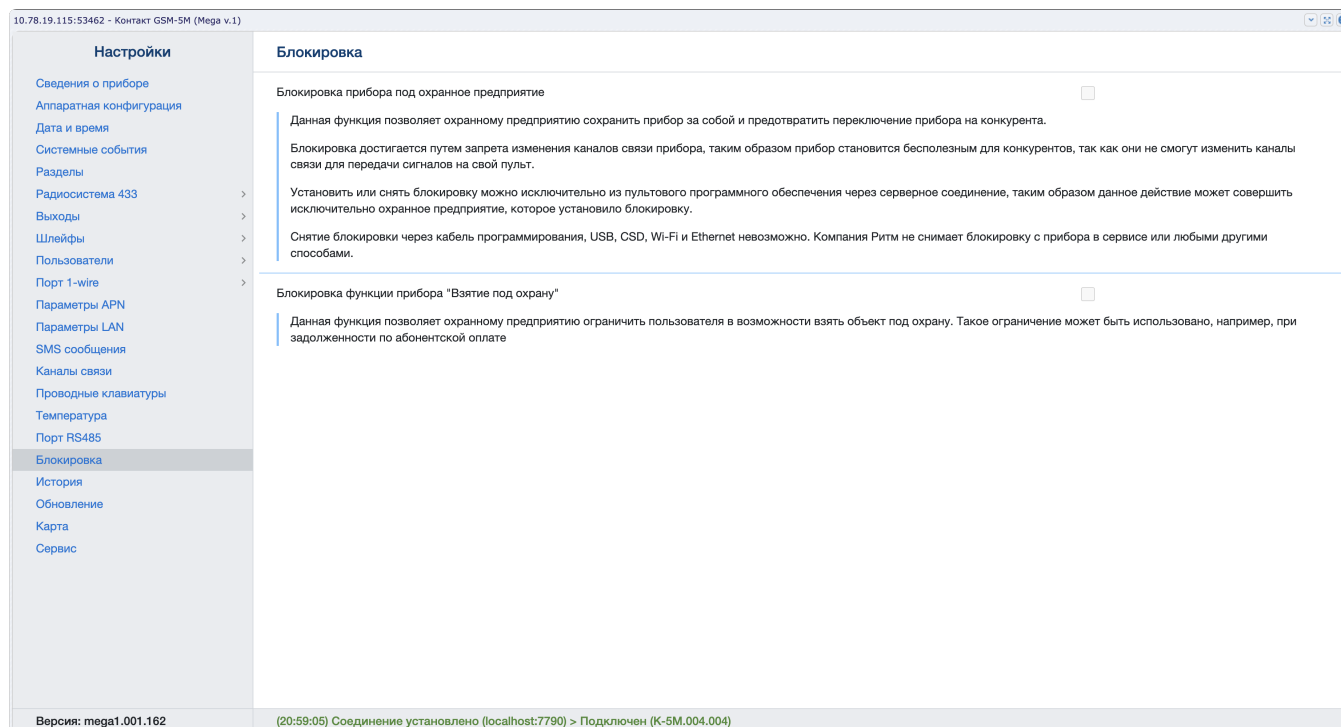 10.78.19.115:53462 - Контакт GSM-5M (Mega v.1)
Настройки
Сведения о приборе
Аппаратная конфигурация
Дата и время
Системные события
Разделы
Радиосистема 433
Выходы
Шлейфы
Пользователи
Порт 1-wire
Параметры APN
Параметры LAN
SMS сообщения
Каналы связи
Проводные клавиатуры
Температура
Порт RS485
Блокировка
История
Обновление
Карта
Сервис
Версия: mega1.001.162
Блокировка
Блокировка прибора под охранное предприятие
Данная функция позволяет охранному предприятию сохранить прибор за собой и предотвратить переключение прибора на конкурента.
Блокировка достигается путем запрета изменения каналов связи прибора, таким образом прибор становится бесполезным для конкурентов, так как они не смогут изменить каналы
связи для передачи сигналов на свой пульт.
Установить или снять блокировку можно исключительно из пультового программного обеспечения через серверное соединение, таким образом данное действие может совершить
исключительно охранное предприятие, которое установило блокировку.
Снятие блокировки через кабель программирования, USB, CSD, Wi-Fi и Ethernet невозможно. Компания Ритм не снимает блокировку с прибора в сервисе или любыми другими
способами.
Блокировка функции прибора "Взятие под охрану"
Данная функция позволяет охранному предприятию ограничить пользователя в возможности взять объект под охрану. Такое ограничение может быть использовано, например, при
задолженности по абонентской оплате
(20:59:05) Соединение установлено (localhost:7790) > Подключен (K-5M.004.004)